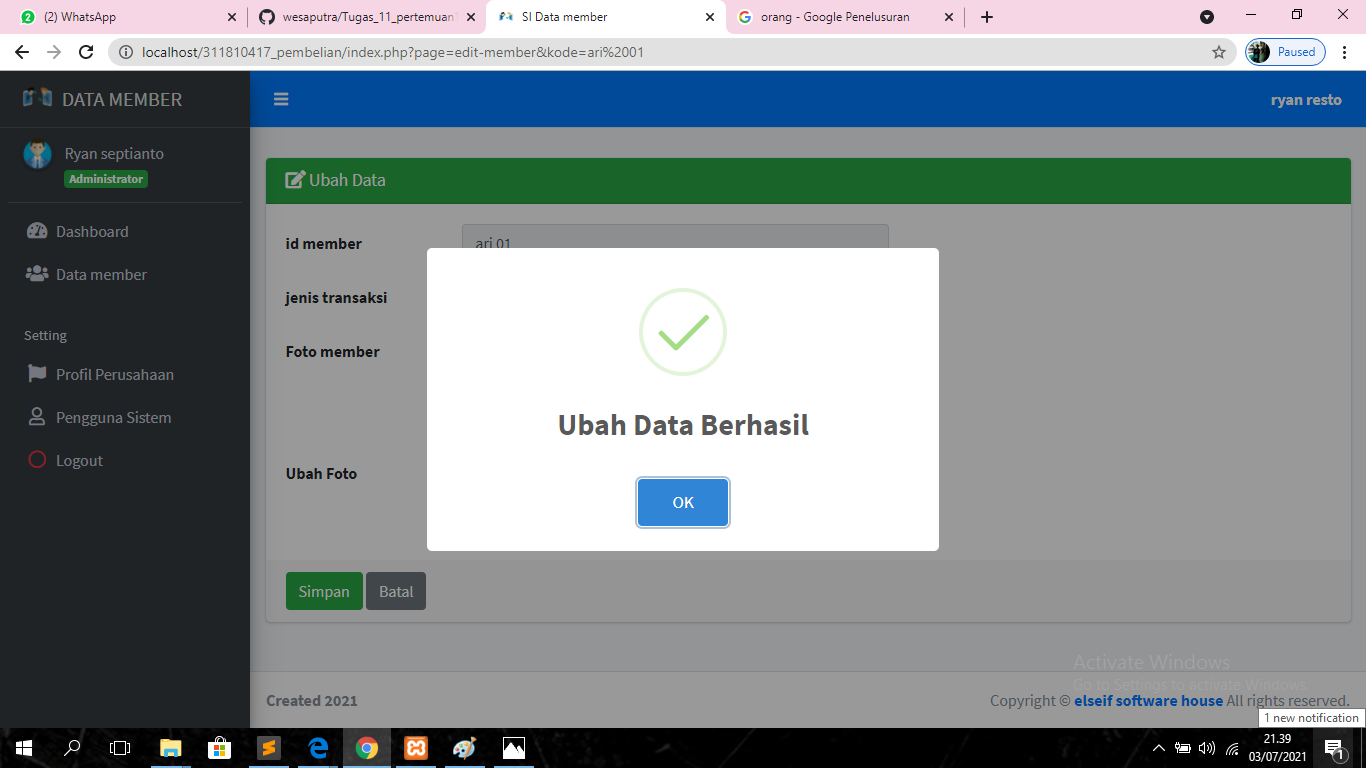 (2) WhatsApp
wesaputra/Tugas_11_pertemuan1
SI Data member
orang - Google Penelusuran
localhost/311810417_pembelian/index.php?page=edit-member&kode=ari%2001
Paused
DATA MEMBER
ryan resto
Ryan septianto
Administrator
Dashboard
Data member
Setting
Profil Perusahaan
Pengguna Sistem
Logout
Ubah Data
id member
ari 01
jenis transaksi
Foto member
Ubah Foto
Ubah Data Berhasil
OK
Simpan
Batal
Activate Windows
Go to Settings to activate Windows.
Created 2021
Copyright © elseif software house All rights reserved.
1 new notification
21.39
03/07/2021
1